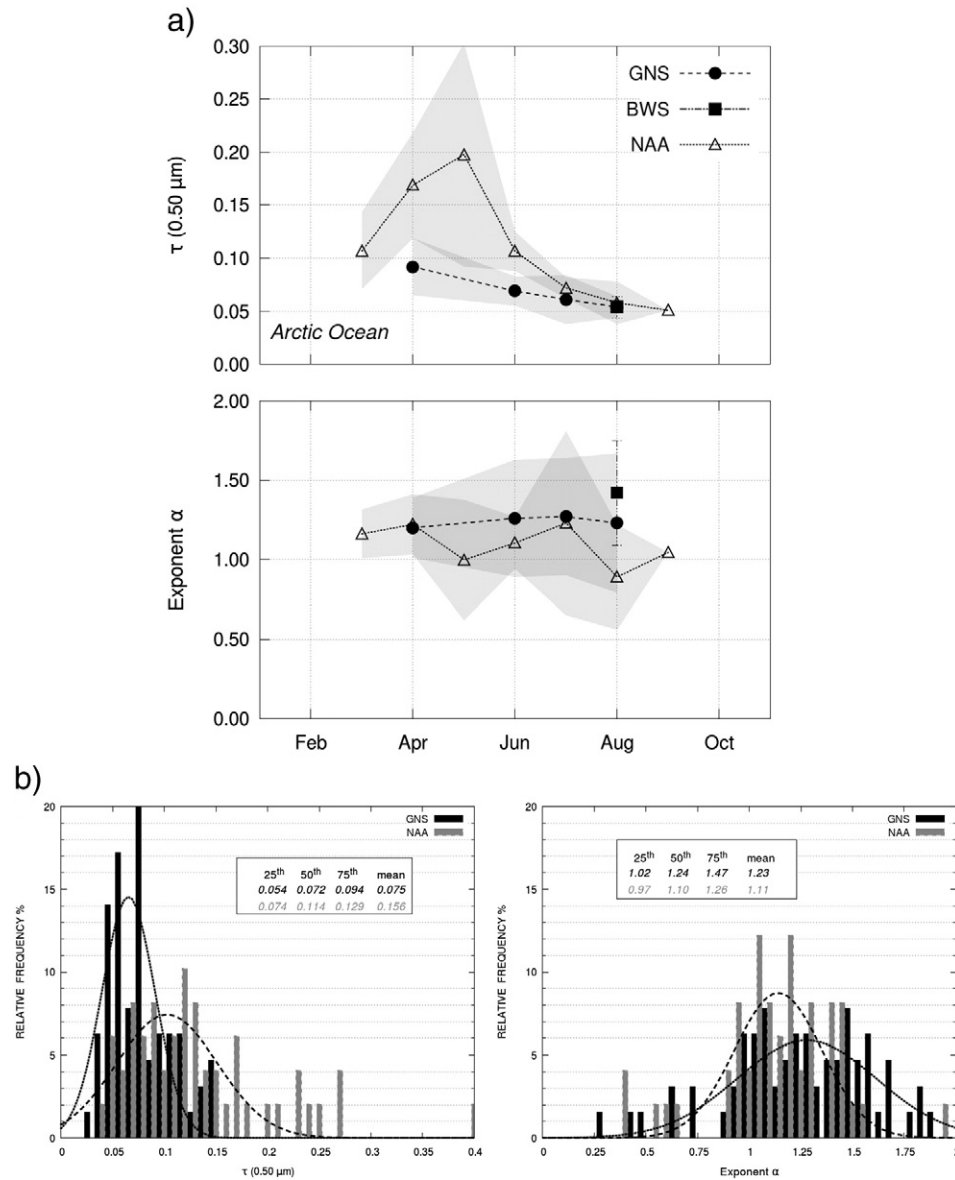 a)
0.30
0.25
0.20
0.15
0.10
0.05
0.00
τ (0.50 µm)
GNS
BWS
NAA
Arctic Ocean
2.00
1.50
1.00
0.50
0.00
Exponent α
Feb Apr Jun Aug Oct
b)
20
15
10
5
0
RELATIVE FREQUENCY %
GNS
NAA
25th 50th 75th mean
0.054 0.072 0.094 0.075
0.074 0.114 0.129 0.156
0 0.05 0.1 0.15 0.2 0.25 0.3 0.4
τ (0.50 µm)
20
15
10
5
0
RELATIVE FREQUENCY %
GNS
NAA
25th 50th 75th mean
1.02 1.24 1.47 1.23
0.97 1.10 1.26 1.11
0 0.25 0.5 0.75 1 1.25 1.5 1.75
Exponent α